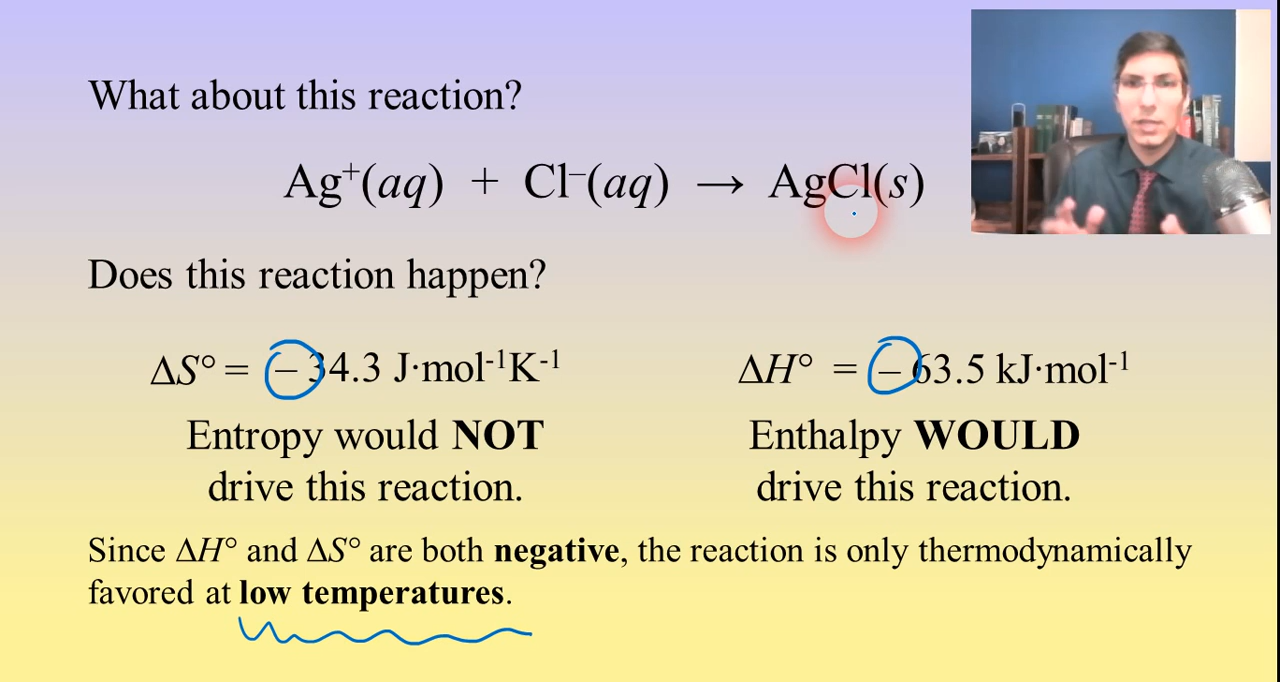 What about this reaction?
Ag⁺(aq) + Cl⁻(aq) → AgCl(s)
Does this reaction happen?
ΔS° = – 34.3 J·mol⁻¹K⁻¹
ΔH° = – 63.5 kJ·mol⁻¹
Entropy would NOT
drive this reaction.
Enthalpy WOULD
drive this reaction.
Since ΔH° and ΔS° are both negative, the reaction is only thermodynamically
favored at low temperatures.